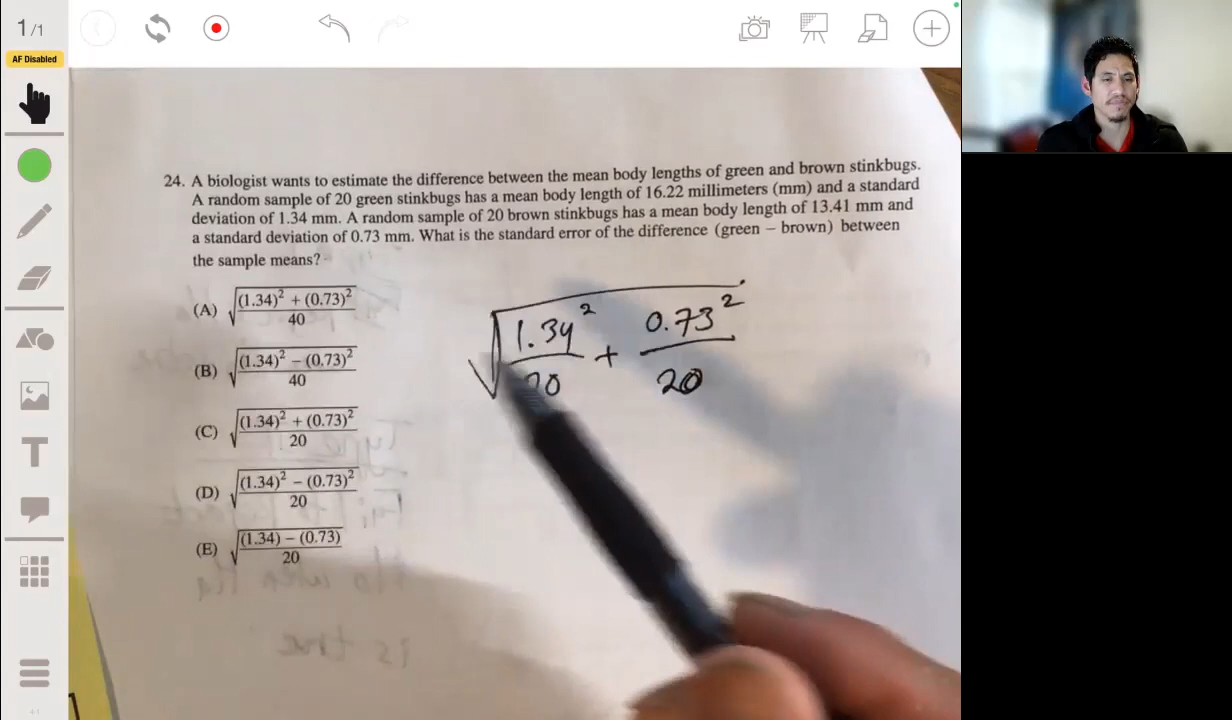 1/1
AF Disabled
T
24. A biologist wants to estimate the difference between the mean body lengths of green and brown stinkbugs.
A random sample of 20 green stinkbugs has a mean body length of 16.22 millimeters (mm) and a standard
deviation of 1.34 mm. A random sample of 20 brown stinkbugs has a mean body length of 13.41 mm and
a standard deviation of 0.73 mm. What is the standard error of the difference (green − brown) between
the sample means?
(A) √((1.34)² + (0.73)²
40
(B) √((1.34)² − (0.73)²
40
(C) √((1.34)² + (0.73)²
20
(D) √((1.34)² − (0.73)²
20
(E) √((1.34) − (0.73)
20
√ 1.34² + 0.73²
20 20
is true